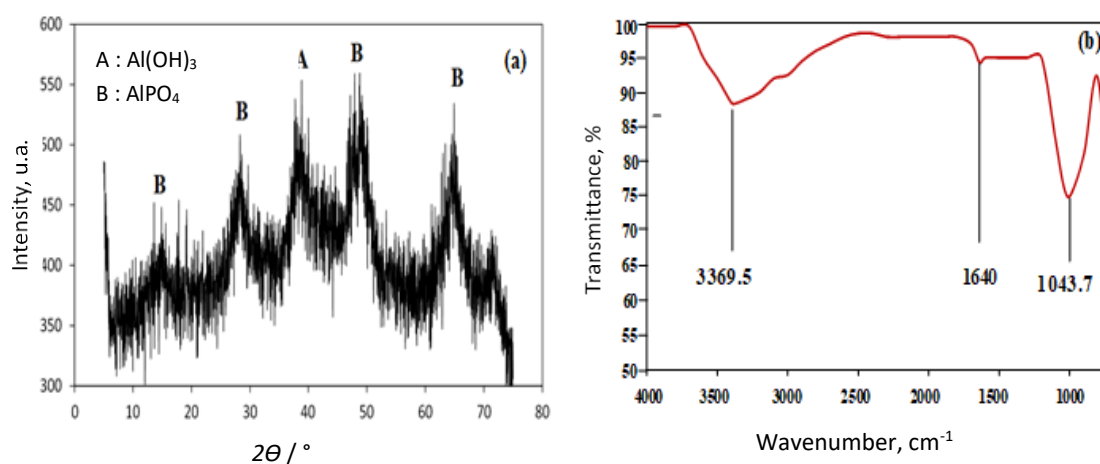 600
550
500
450
400
350
300
Intensity, u.a.
A : Al(OH)₃
B : AlPO₄
(a)
B
B
A
B
B
0 10 20 30 40 50 60 70 80
2Θ / °
100
95
90
85
80
75
70
65
60
55
50
Transmittance, %
(b)
3369.5
1640
1043.7
4000 3500 2500 2000 1500 1000
Wavenumber, cm⁻¹